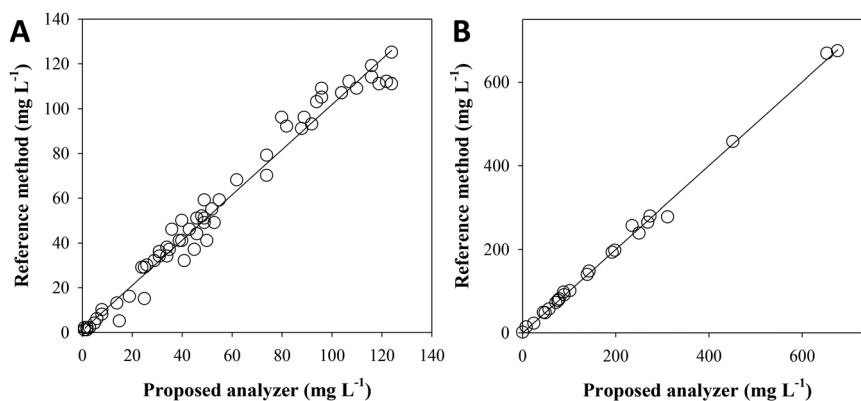 A
Reference method (mg L⁻¹)
140
120
100
80
60
40
20
0
0 20 40 60 80 100 120 140
Proposed analyzer (mg L⁻¹)
B
Reference method (mg L⁻¹)
600
400
200
0
0 200 400 600
Proposed analyzer (mg L⁻¹)